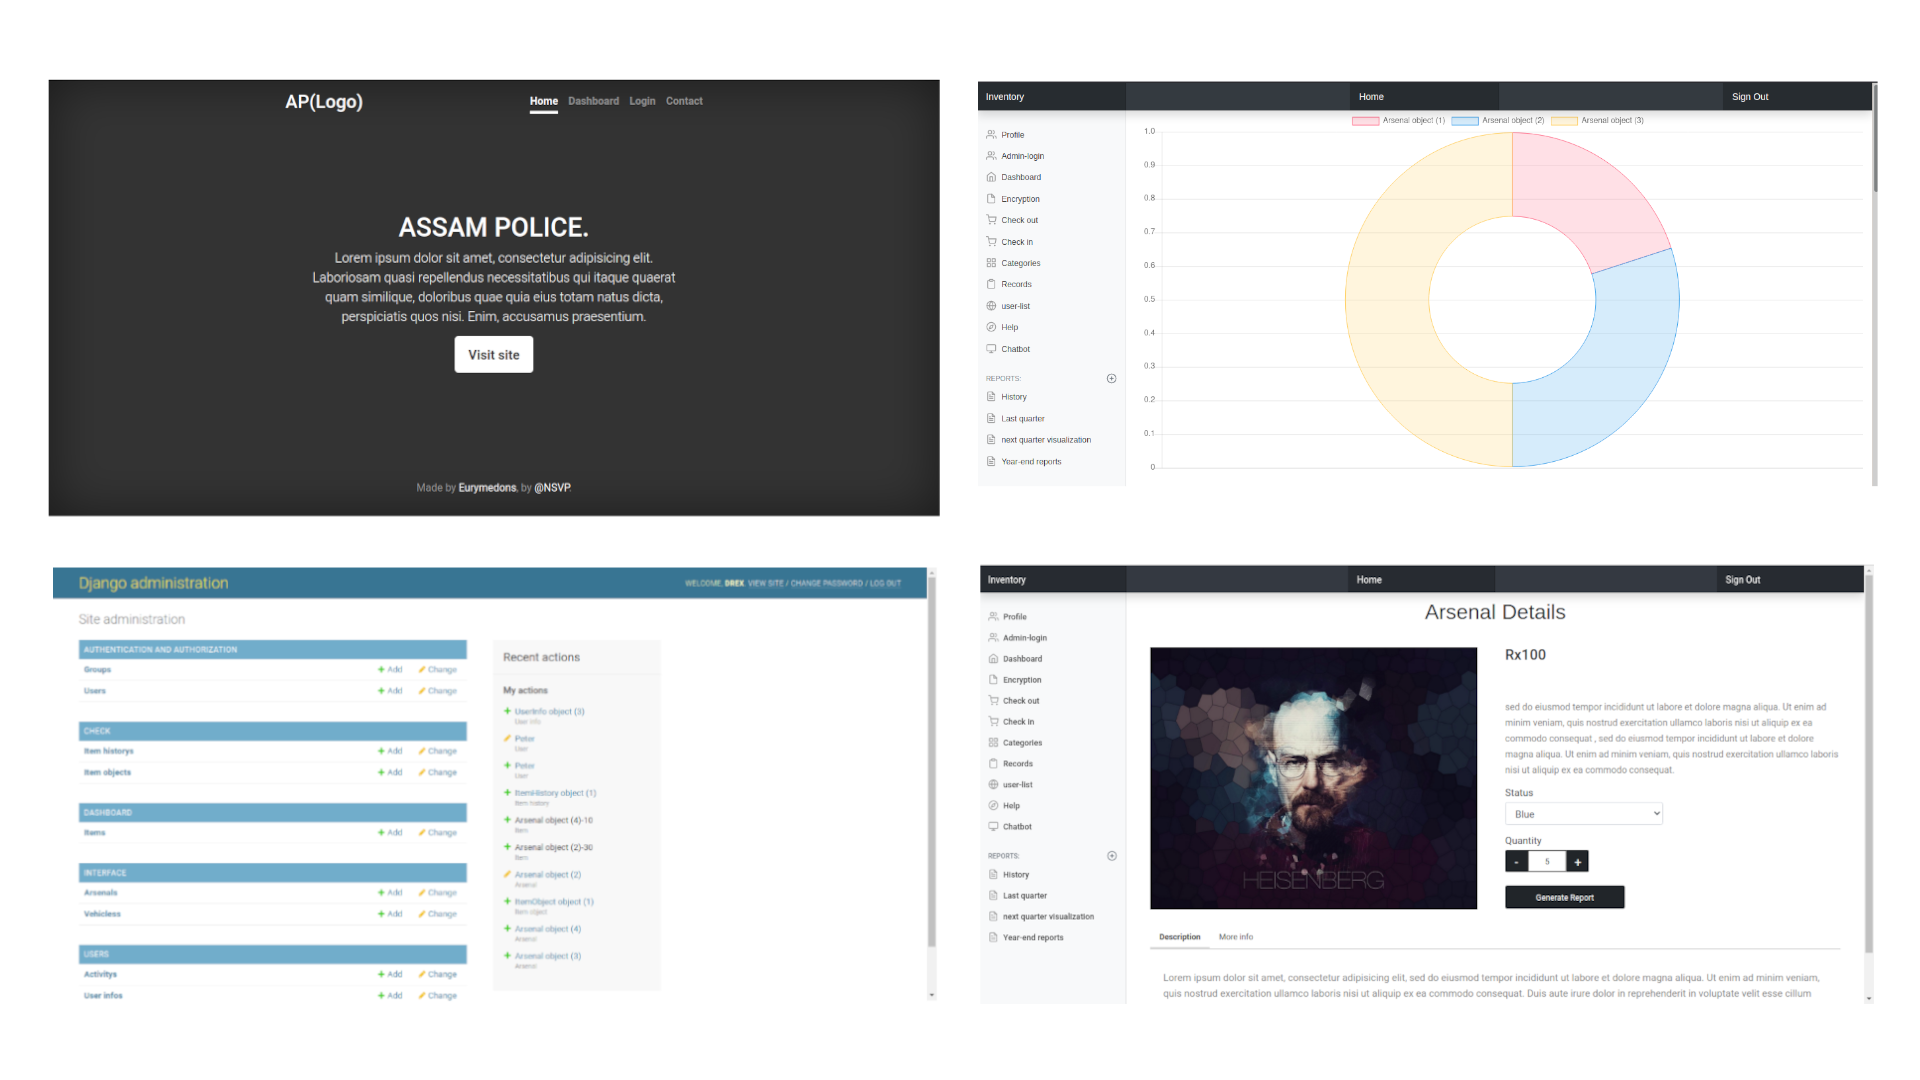 AP(Logo)
Home Dashboard Login Contact
ASSAM POLICE.
Lorem ipsum dolor sit amet, consectetur adipisicing elit.
Laboriosam quasi repellendus necessitatibus qui itaque quaerat
quam similique, doloribus quae quia eius totam natus dicta,
perspiciatis quos nisi. Enim, accusamus praesentium.
Visit site
Made by Eurymedons, by @NSVP.
Inventory Home Sign Out
Profile
Admin-login
Dashboard
Encryption
Check out
Check in
Categories
Records
user-list
Help
Chatbot
REPORTS:
History
Last quarter
next quarter visualization
Year-end reports
Arsenal object (1) Arsenal object (2) Arsenal object (3)
1.0
0.9
0.8
0.7
0.6
0.5
0.4
0.3
0.2
0.1
0
Django administration
WELCOME, DREX. VIEW SITE / CHANGE PASSWORD / LOG OUT
Site administration
AUTHENTICATION AND AUTHORIZATION
Groups + Add Change
Users + Add Change
CHECK
Item historys + Add Change
Item objects + Add Change
DASHBOARD
Items + Add Change
INTERFACE
Arsenals + Add Change
Vehicless + Add Change
USERS
Activitys + Add Change
User infos + Add Change
Recent actions
My actions
+ UserInfo object (3)
User info
Peter
User
+ Peter
User
+ ItemHistory object (1)
Item history
+ Arsenal object (4)-10
Item
+ Arsenal object (2)-30
Item
Arsenal object (2)
Arsenal
+ ItemObject object (1)
Item object
+ Arsenal object (4)
Arsenal
+ Arsenal object (3)
Arsenal
Inventory Home Sign Out
Profile
Admin-login
Dashboard
Encryption
Check out
Check in
Categories
Records
user-list
Help
Chatbot
REPORTS:
History
Last quarter
next quarter visualization
Year-end reports
Arsenal Details
HEISENBERG
Rx100
sed do eiusmod tempor incididunt ut labore et dolore magna aliqua. Ut enim ad
minim veniam, quis nostrud exercitation ullamco laboris nisi ut aliquip ex ea
commodo consequat , sed do eiusmod tempor incididunt ut labore et dolore
magna aliqua. Ut enim ad minim veniam, quis nostrud exercitation ullamco laboris
nisi ut aliquip ex ea commodo consequat.
Status
Blue
Quantity
- 5 +
Generate Report
Description More info
Lorem ipsum dolor sit amet, consectetur adipisicing elit, sed do eiusmod tempor incididunt ut labore et dolore magna aliqua. Ut enim ad minim veniam,
quis nostrud exercitation ullamco laboris nisi ut aliquip ex ea commodo consequat. Duis aute irure dolor in reprehenderit in voluptate velit esse cillum